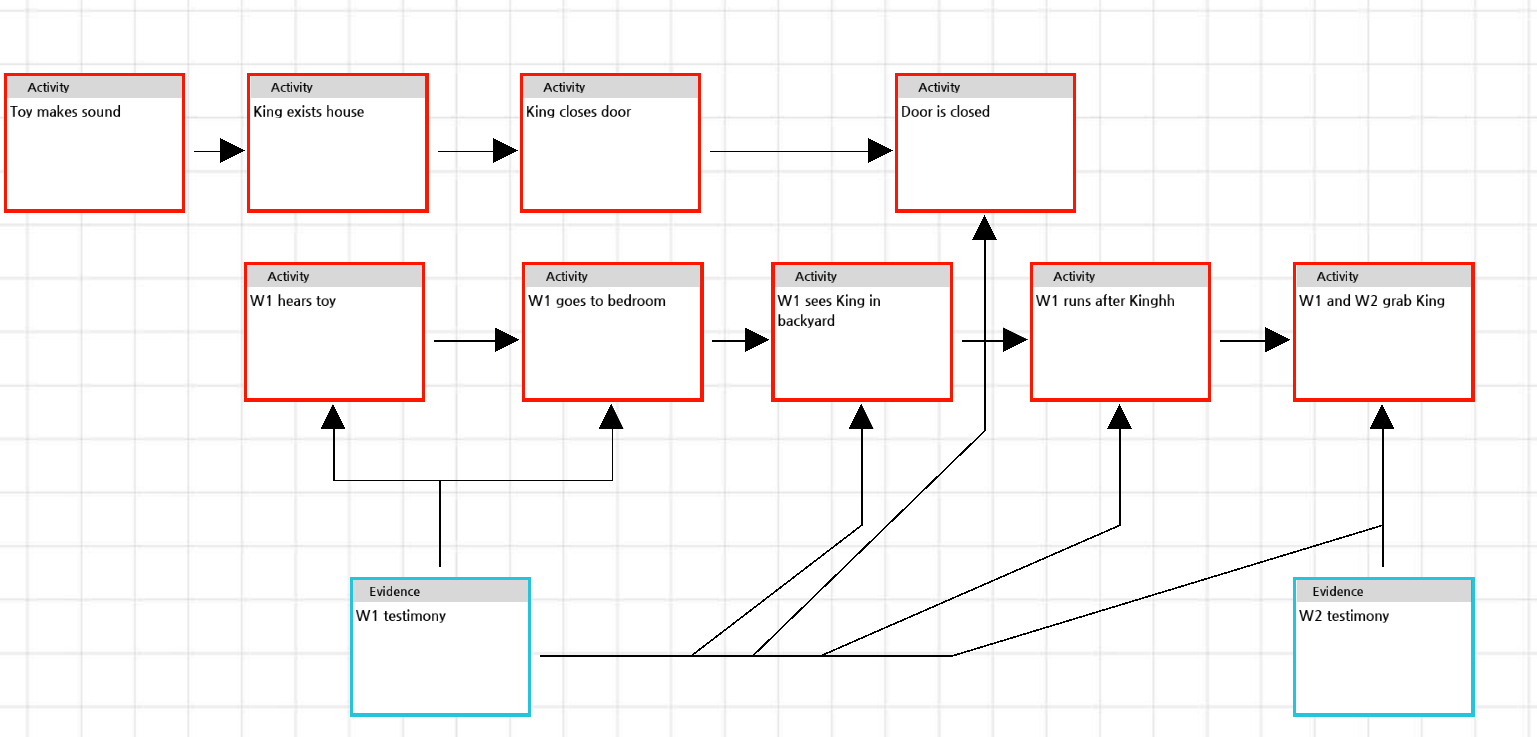 Activity
Toy makes sound
Activity
King exists house
Activity
King closes door
Activity
Door is closed
Activity
W1 hears toy
Activity
W1 goes to bedroom
Activity
W1 sees King in
backyard
Activity
W1 runs after Kinghh
Activity
W1 and W2 grab King
Evidence
W1 testimony
Evidence
W2 testimony